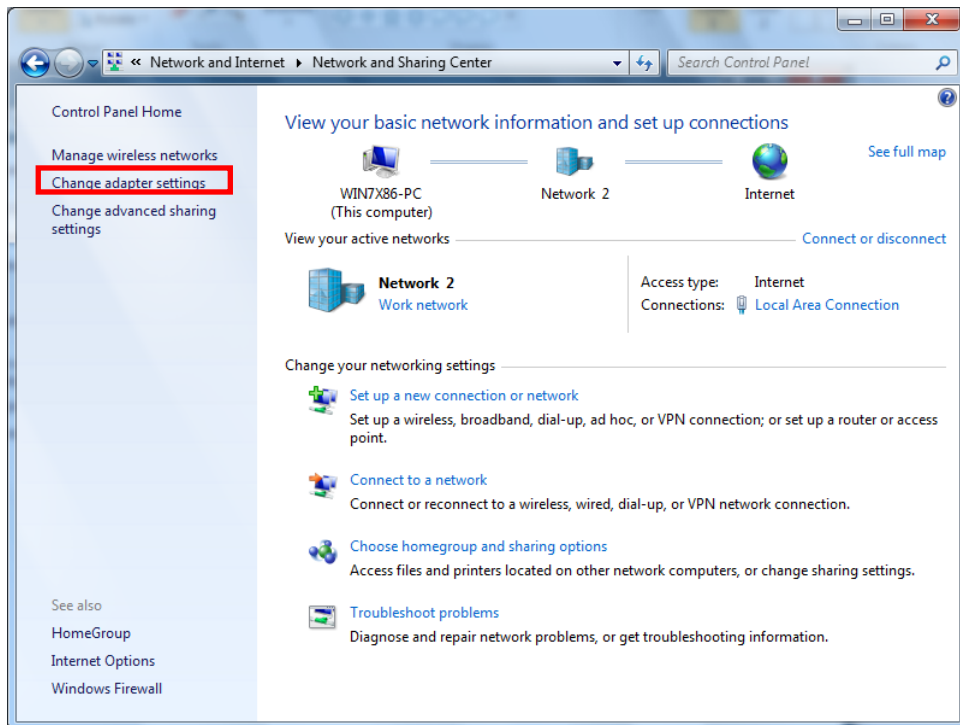 « Network and Internet ▸ Network and Sharing Center
Search Control Panel
Control Panel Home
Manage wireless networks
Change adapter settings
Change advanced sharing
settings
See also
HomeGroup
Internet Options
Windows Firewall
View your basic network information and set up connections
See full map
WIN7X86-PC
(This computer)
Network 2
Internet
View your active networks
Connect or disconnect
Network 2
Work network
Access type: Internet
Connections: Local Area Connection
Change your networking settings
Set up a new connection or network
Set up a wireless, broadband, dial-up, ad hoc, or VPN connection; or set up a router or access
point.
Connect to a network
Connect or reconnect to a wireless, wired, dial-up, or VPN network connection.
Choose homegroup and sharing options
Access files and printers located on other network computers, or change sharing settings.
Troubleshoot problems
Diagnose and repair network problems, or get troubleshooting information.